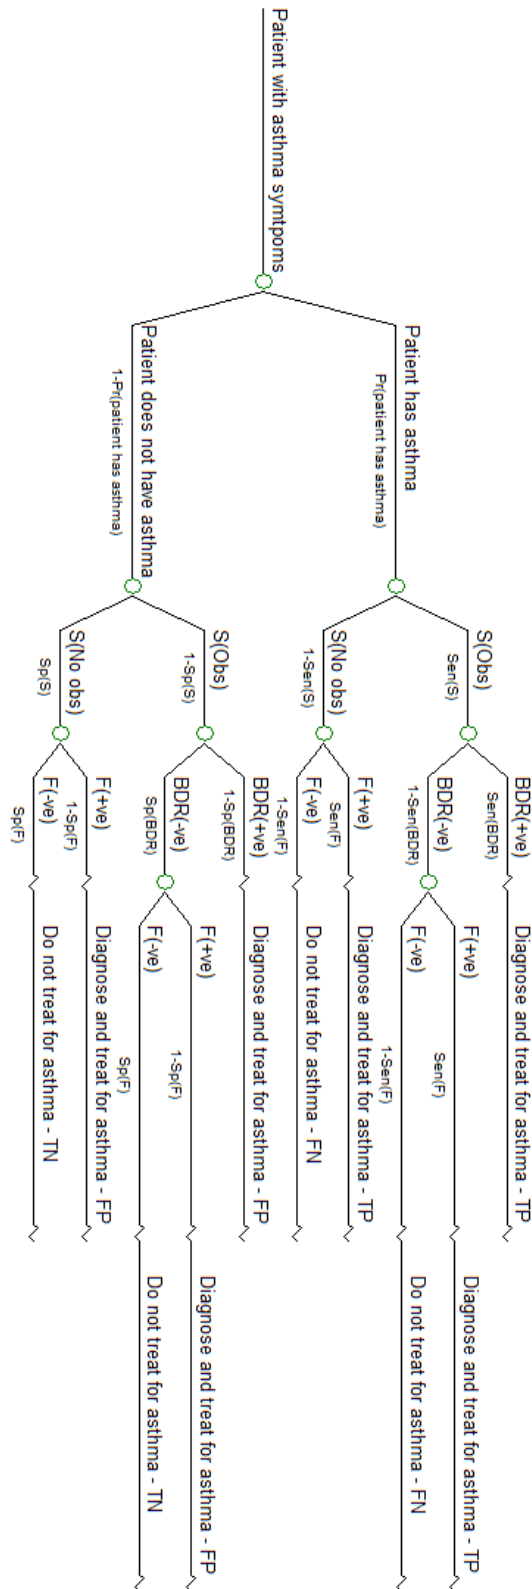 Patient with asthma symtpoms
Patient has asthma
Pr(patient has asthma)
S(Obs)
Sen(S)
BDR(+ve)
Sen(BDR)
Diagnose and treat for asthma - TP
BDR(-ve)
1-Sen(BDR)
F(+ve)
Sen(F)
Diagnose and treat for asthma - TP
F(-ve)
1-Sen(F)
Do not treat for asthma - FN
S(No obs)
1-Sen(S)
F(+ve)
Sen(F)
Diagnose and treat for asthma - TP
F(-ve)
1-Sen(F)
Do not treat for asthma - FN
Patient does not have asthma
1-Pr(patient has asthma)
S(Obs)
1-Sp(S)
BDR(+ve)
1-Sp(BDR)
Diagnose and treat for asthma - FP
BDR(-ve)
Sp(BDR)
F(+ve)
1-Sp(F)
Diagnose and treat for asthma - FP
F(-ve)
Sp(F)
Do not treat for asthma - TN
S(No obs)
Sp(S)
F(+ve)
1-Sp(F)
Diagnose and treat for asthma - FP
F(-ve)
Sp(F)
Do not treat for asthma - TN